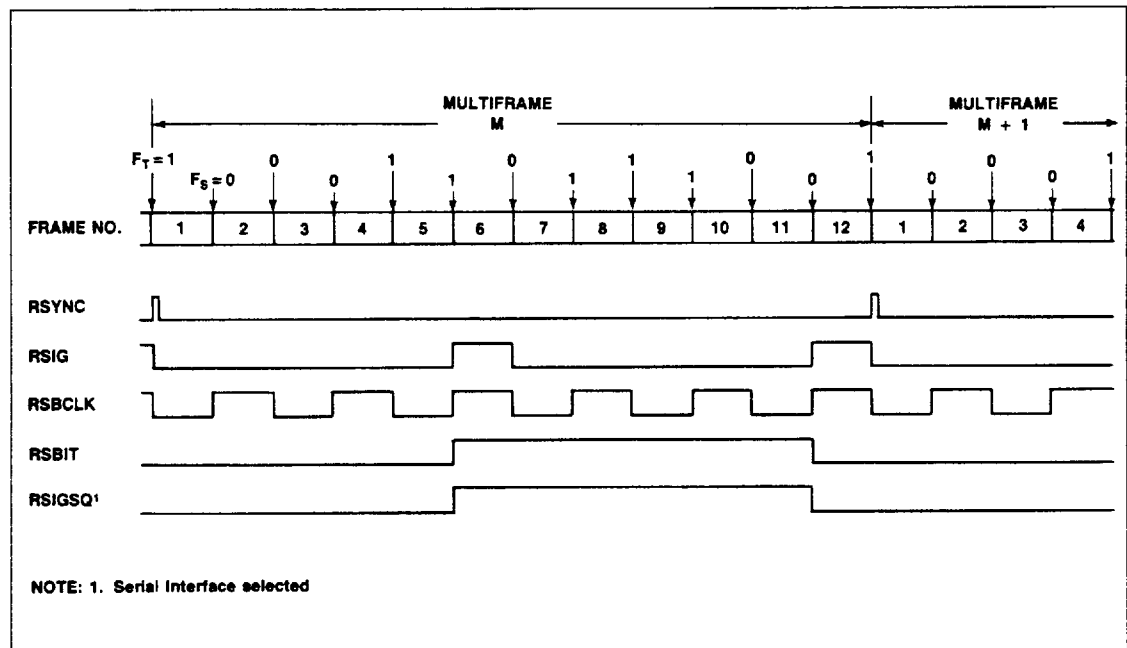 MULTIFRAME
M
MULTIFRAME
M + 1
F_T = 1 0 1 0 1 0 1 0 1
F_S = 0 0 1 1 1 0 0 0
FRAME NO. 1 2 3 4 5 6 7 8 9 10 11 12 1 2 3 4
RSYNC
RSIG
RSBCLK
RSBIT
RSIGSQ¹
NOTE: 1. Serial Interface selected